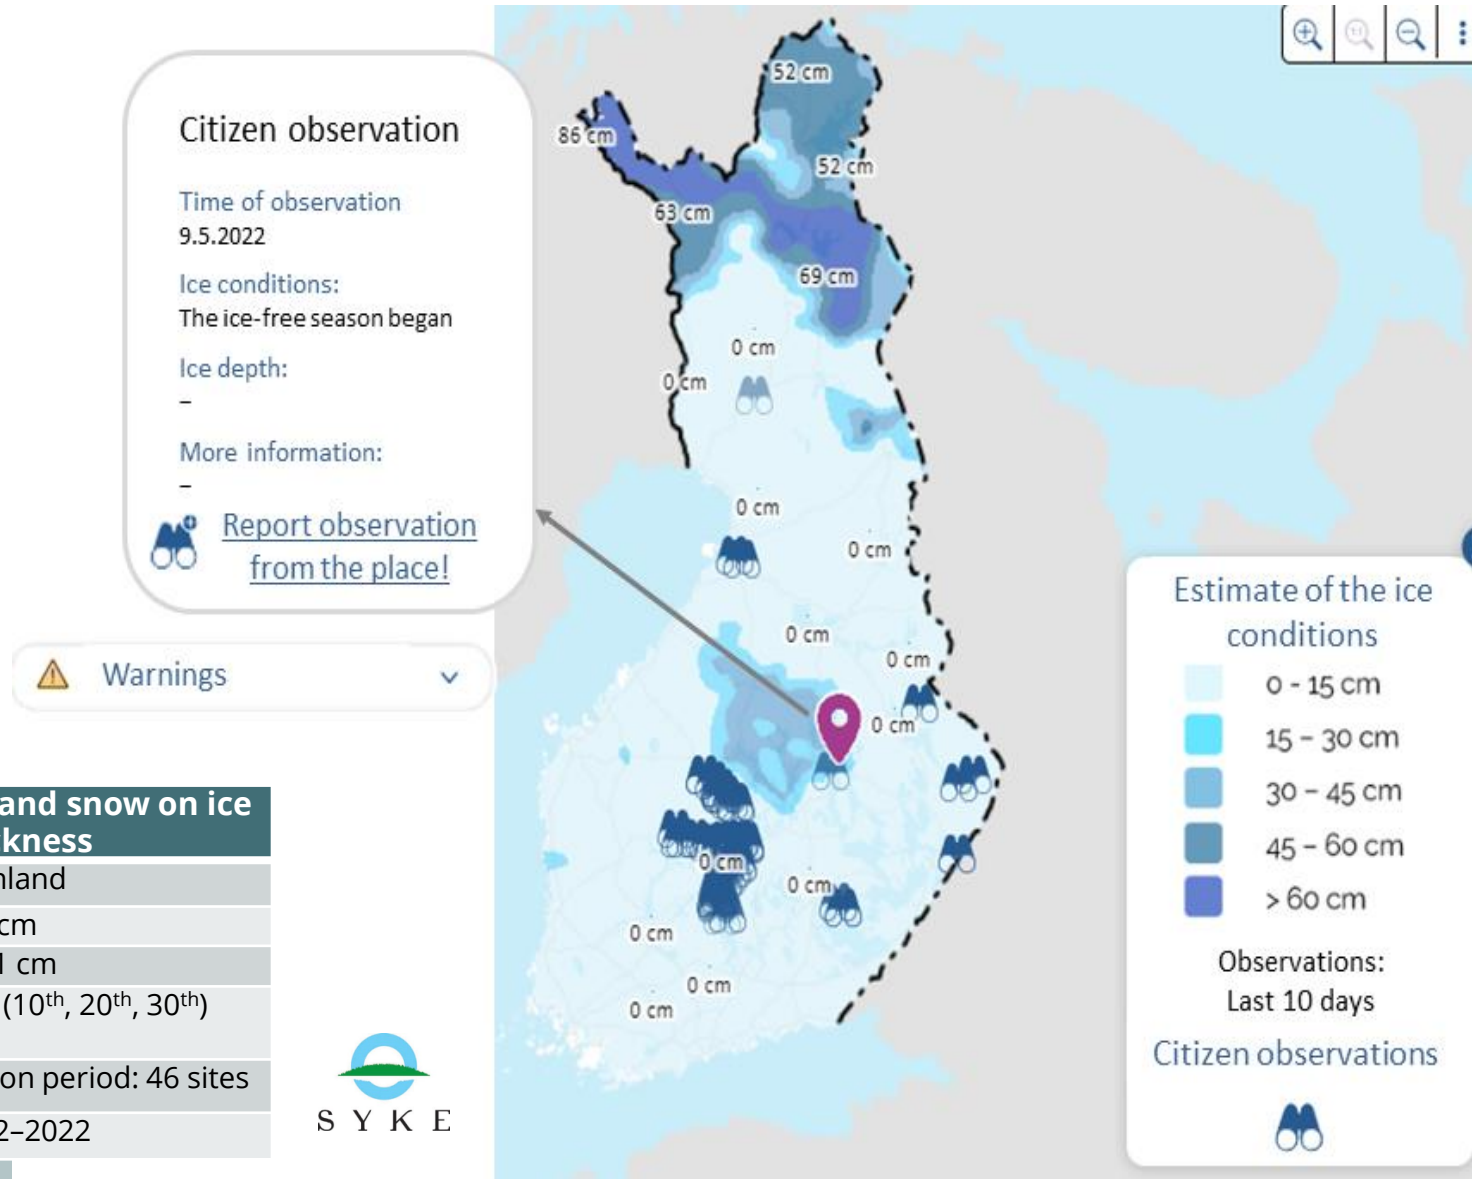 Citizen observation
Time of observation
9.5.2022
Ice conditions:
The ice-free season began
Ice depth:
–
More information:
–
Report observation
from the place!
Warnings
and snow on ice
kness
nland
cm
1 cm
(10th, 20th, 30th)
on period: 46 sites
2–2022
S Y K E
52 cm
86 cm
52 cm
63 cm
69 cm
0 cm
0 cm
0 cm
0 cm
0 cm
0 cm
0 cm
0 cm
0 cm
0 cm
0 cm
0 cm
Estimate of the ice
conditions
0 - 15 cm
15 – 30 cm
30 – 45 cm
45 – 60 cm
> 60 cm
Observations:
Last 10 days
Citizen observations